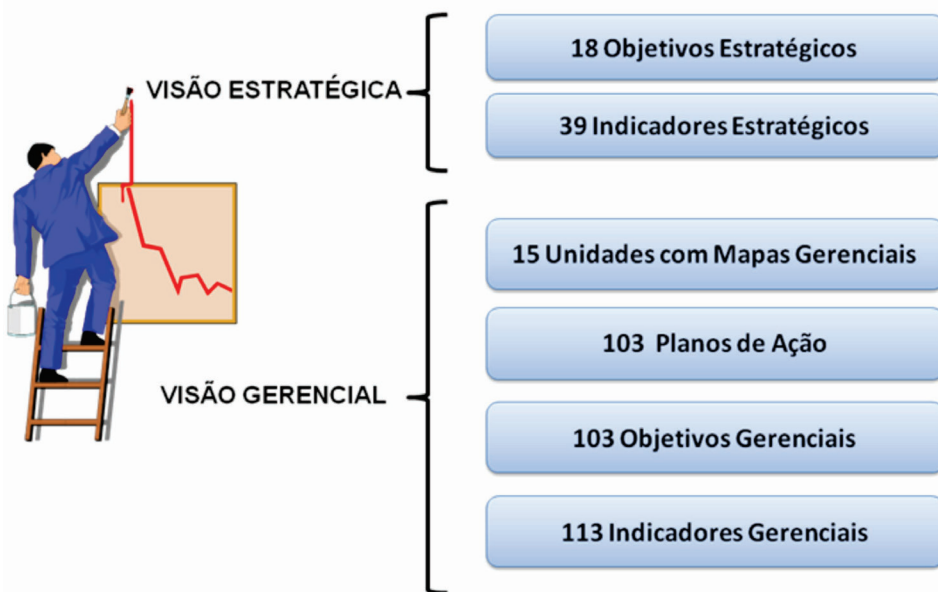 VISÃO ESTRATÉGICA
18 Objetivos Estratégicos
39 Indicadores Estratégicos
VISÃO GERENCIAL
15 Unidades com Mapas Gerenciais
103 Planos de Ação
103 Objetivos Gerenciais
113 Indicadores Gerenciais